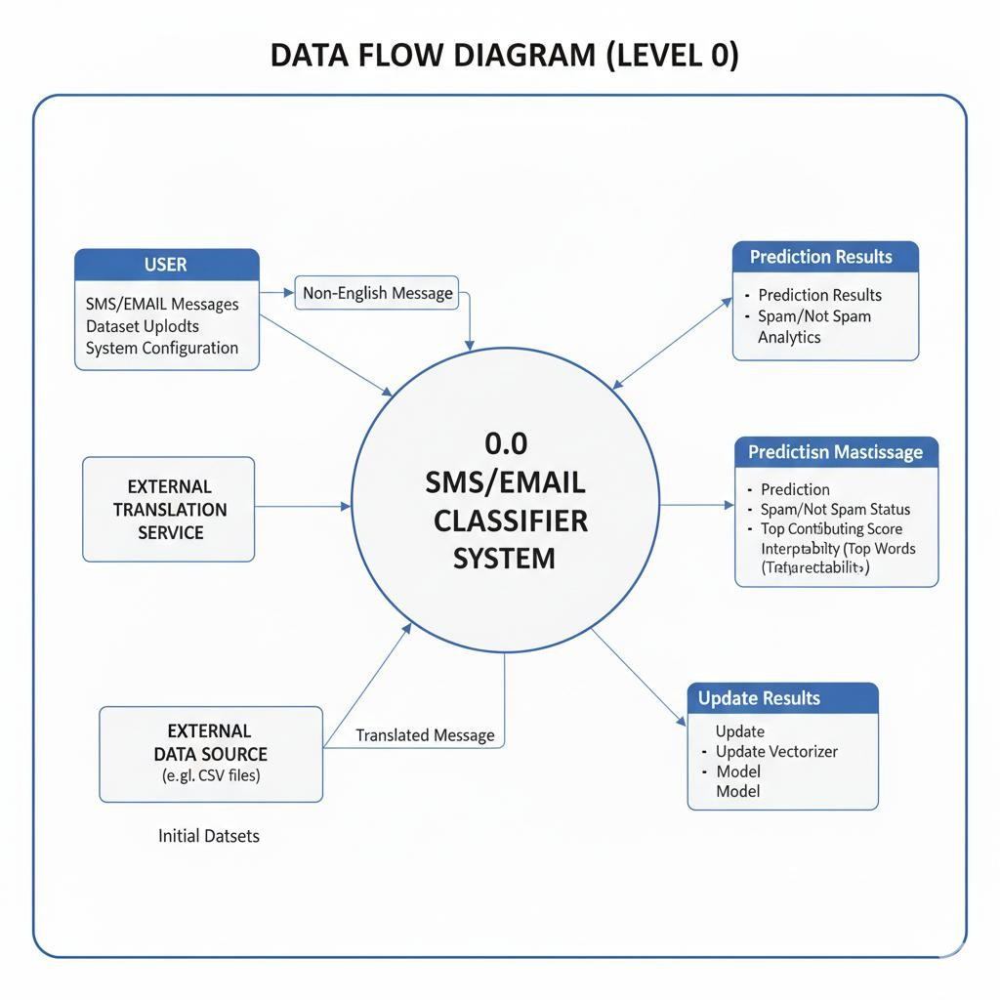 DATA FLOW DIAGRAM (LEVEL 0)
USER
SMS/EMAIL Messages
Dataset Uplodts
System Configuration
Non-English Message
Prediction Results
- Prediction Results
- Spam/Not Spam
Analytics
0.0
SMS/EMAIL
CLASSIFIER
SYSTEM
EXTERNAL
TRANSLATION
SERVICE
Prediction Mastissage
- Prediction
- Spam/Not Spam Status
- Top Contibuting Score
(Top Words
EXTERNAL
DATA SOURCE
(e.gl. CSV files)
Translated Message
Initial Datsets
Update Results
Update
- Update Vectorizer
- Model
Model